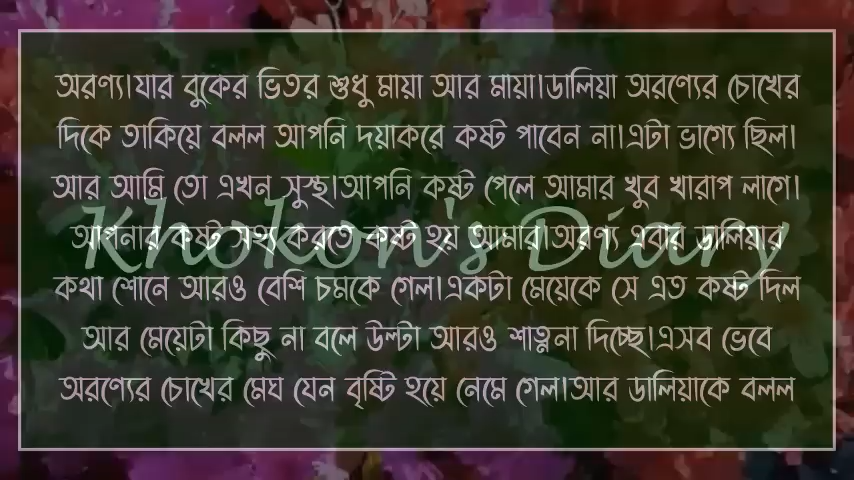 অরণ্য।যার বুকের ভিতর শুধু মায়া আর মায়া।ডালিয়া অরণ্যের চোখের
দিকে তাকিয়ে বলল আপনি দয়াকরে কষ্ট পাবেন না।এটা ভাগ্যে ছিল।
আর আমি তো এখন সুস্থ।আপনি কষ্ট পেলে আমার খুব খারাপ লাগে।
আপনার কষ্ট সহ্য করতে কষ্ট হয় আমার।অরণ্য এবার ডালিয়ার
Khokon's Diary
কথা শোনে আরও বেশি চমকে গেল।একটা মেয়েকে সে এত কষ্ট দিল
আর মেয়েটা কিছু না বলে উল্টা আরও শাত্বনা দিচ্ছে।এসব ভেবে
অরণ্যের চোখের মেঘ যেন বৃষ্টি হয়ে নেমে গেল।আর ডালিয়াকে বলল